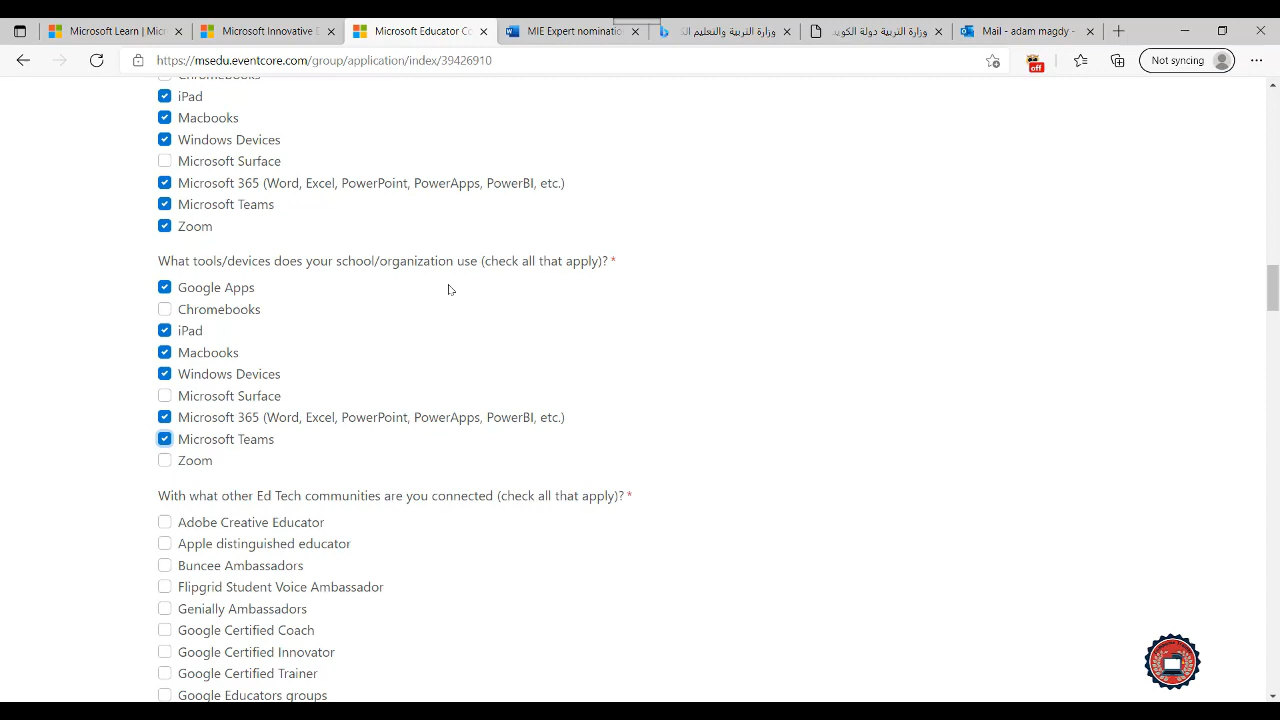 Microsoft Learn | Mic
Microsoft Innovative E
Microsoft Educator Co
MIE Expert nominatio
وزارة التربية والتعليم الا
وزارة التربية دولة الكوي
Mail - adam magdy -
https://msedu.eventcore.com/group/application/index/39426910
off
Not syncing
Chromebooks
iPad
Macbooks
Windows Devices
Microsoft Surface
Microsoft 365 (Word, Excel, PowerPoint, PowerApps, PowerBI, etc.)
Microsoft Teams
Zoom
What tools/devices does your school/organization use (check all that apply)? *
Google Apps
Chromebooks
iPad
Macbooks
Windows Devices
Microsoft Surface
Microsoft 365 (Word, Excel, PowerPoint, PowerApps, PowerBI, etc.)
Microsoft Teams
Zoom
With what other Ed Tech communities are you connected (check all that apply)? *
Adobe Creative Educator
Apple distinguished educator
Buncee Ambassadors
Flipgrid Student Voice Ambassador
Genially Ambassadors
Google Certified Coach
Google Certified Innovator
Google Certified Trainer
Google Educators groups